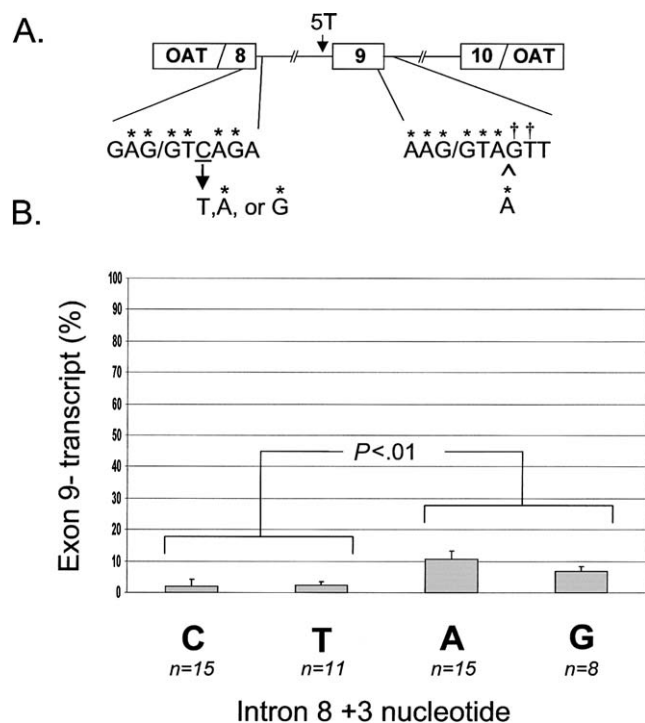 A.
5T
OAT / 8
9
10 / OAT
* * * * * *
* * * * * * † †
GAG/GTCAGA
AAG/GTAGTT
^
* * *
T,A, or G
A
B.
Exon 9- transcript (%)
100
90
80
70
60
50
40
30
20
10
0
P<.01
C T A G
n=15 n=11 n=15 n=8
Intron 8 +3 nucleotide